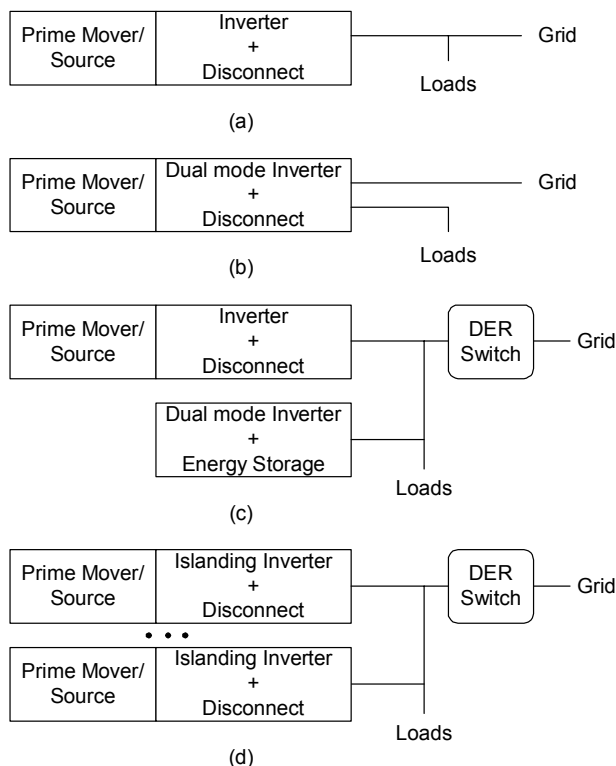 Prime Mover/
Source
Inverter
+
Disconnect
Grid
Loads
(a)
Prime Mover/
Source
Dual mode Inverter
+
Disconnect
Grid
Loads
(b)
Prime Mover/
Source
Inverter
+
Disconnect
DER
Switch
Grid
Dual mode Inverter
+
Energy Storage
Loads
(c)
Prime Mover/
Source
Islanding Inverter
+
Disconnect
DER
Switch
Grid
• • •
Prime Mover/
Source
Islanding Inverter
+
Disconnect
Loads
(d)